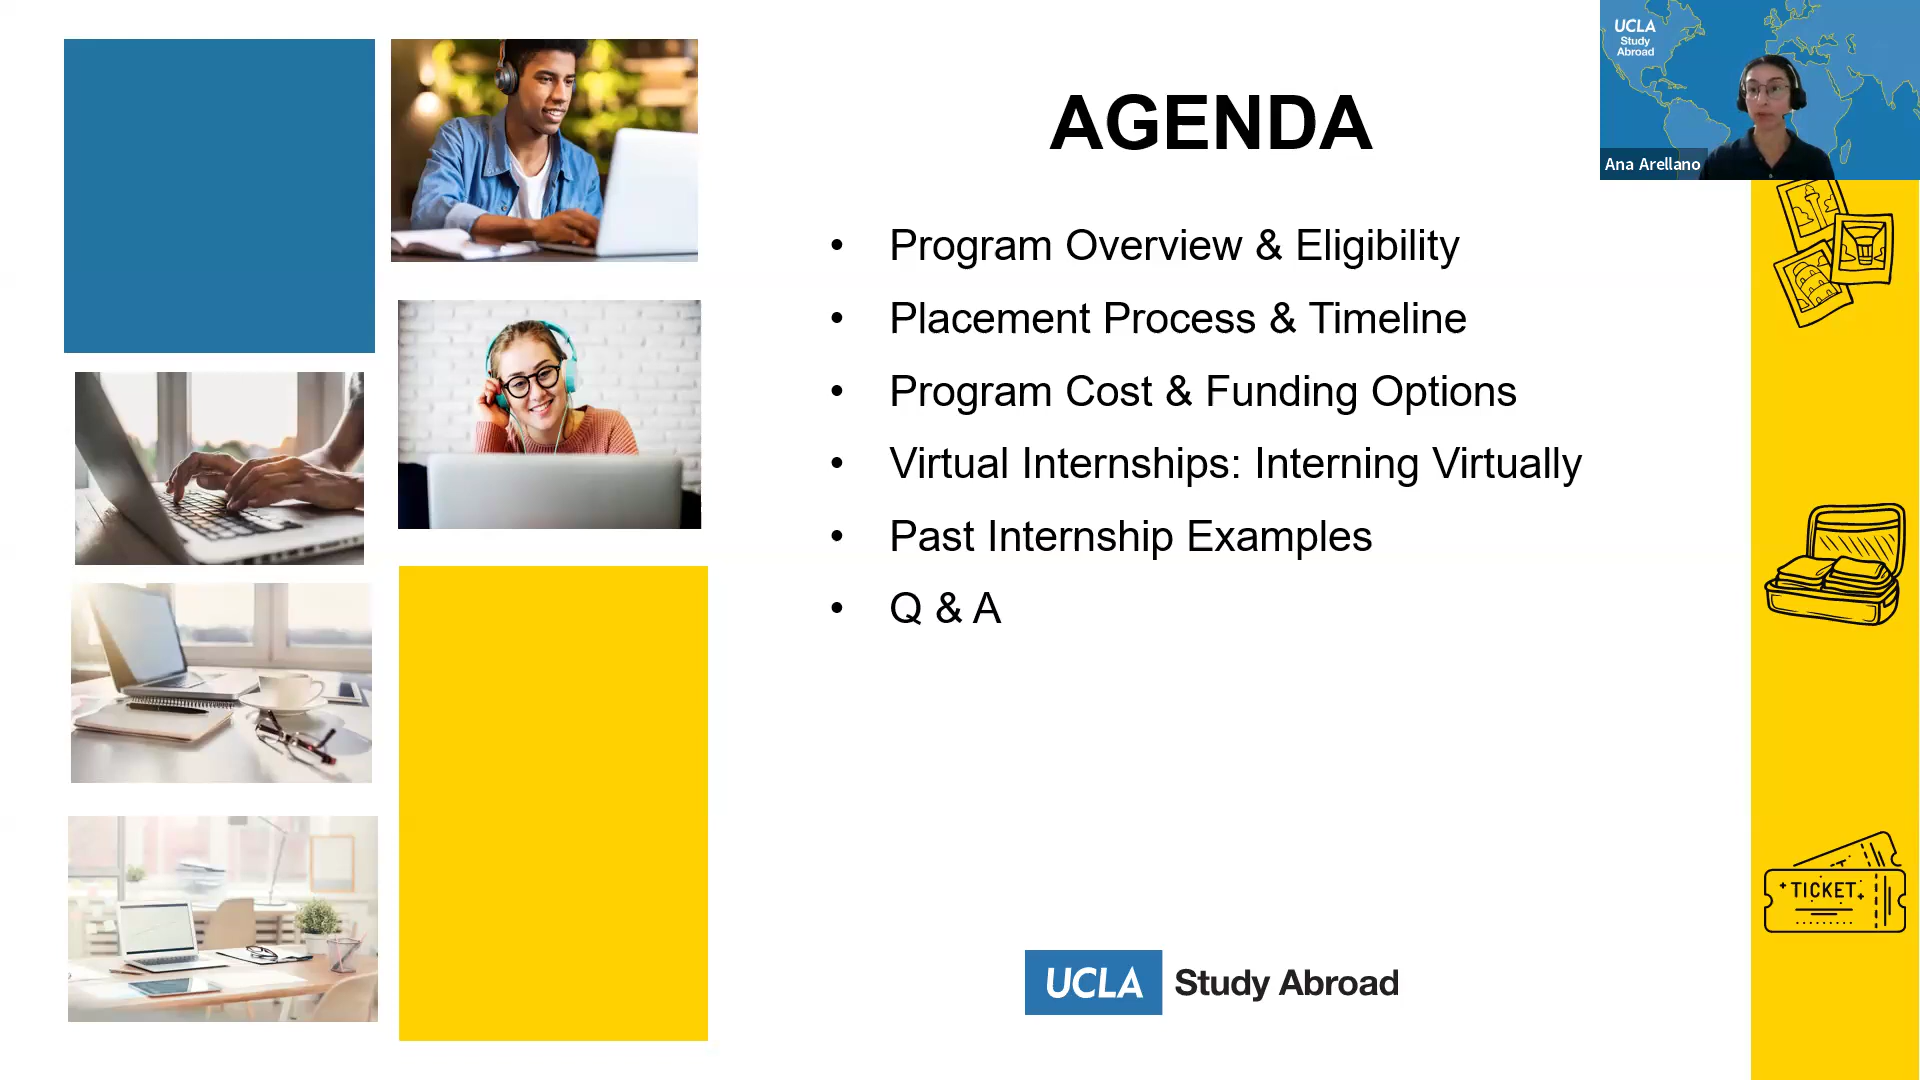 AGENDA
• Program Overview & Eligibility
• Placement Process & Timeline
• Program Cost & Funding Options
• Virtual Internships: Interning Virtually
• Past Internship Examples
• Q & A
UCLA Study Abroad
UCLA
Study
Abroad
Ana Arellano
TICKET